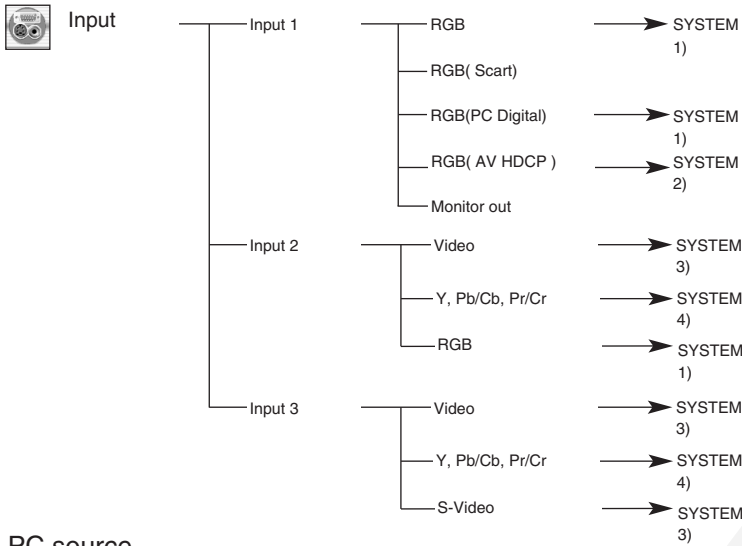 Input
Input 1
RGB
SYSTEM
1)
RGB( Scart)
RGB(PC Digital)
SYSTEM
1)
RGB( AV HDCP )
SYSTEM
2)
Monitor out
Input 2
Video
SYSTEM
3)
Y, Pb/Cb, Pr/Cr
SYSTEM
4)
RGB
SYSTEM
1)
Input 3
Video
SYSTEM
3)
Y, Pb/Cb, Pr/Cr
SYSTEM
4)
S-Video
SYSTEM
3)
PC source